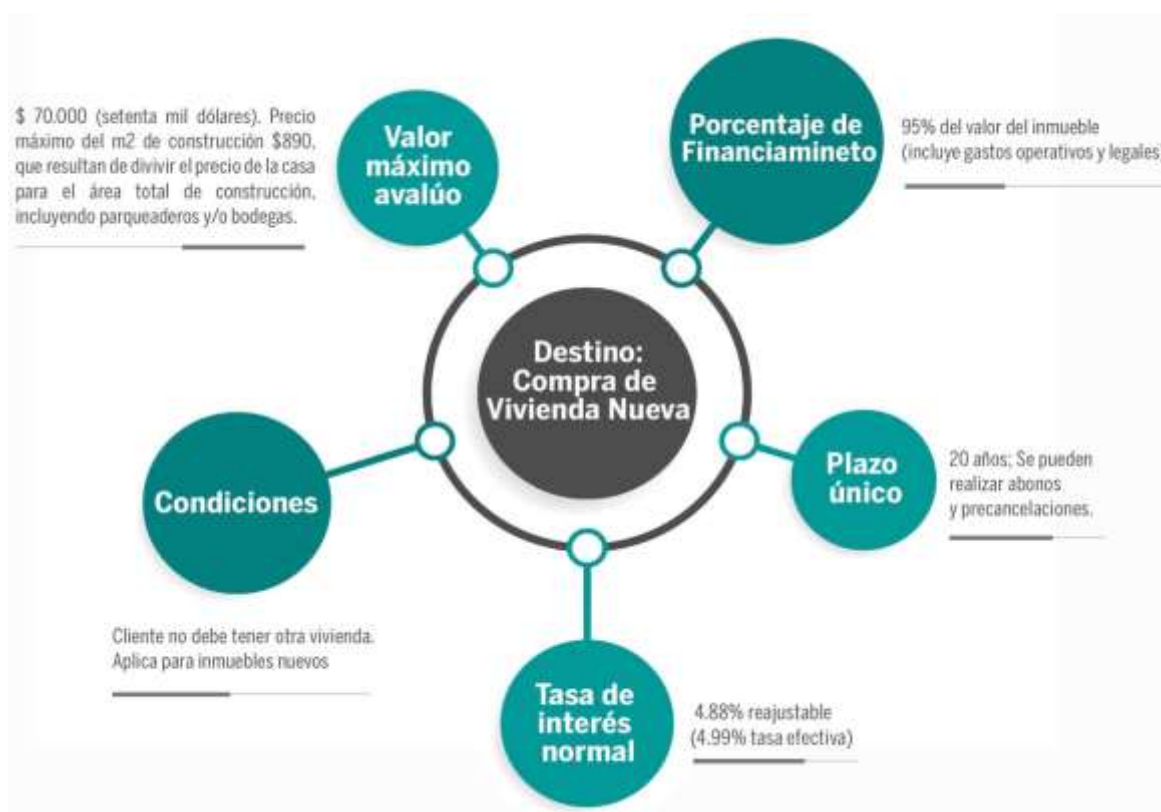 $ 70.000 (setenta mil dólares). Precio
máximo del m2 de construcción $890,
que resultan de divivir el precio de la casa
para el área total de construcción,
incluyendo parqueaderos y/o bodegas.
Valor
máximo
avalúo
Porcentaje de
Financiamineto
95% del valor del inmueble
(incluye gastos operativos y legales)
Destino:
Compra de
Vivienda Nueva
Plazo
único
20 años; Se pueden
realizar abonos
y precancelaciones.
Condiciones
Cliente no debe tener otra vivienda.
Aplica para inmuebles nuevos
Tasa de
interés
normal
4.88% reajustable
(4.99% tasa efectiva)